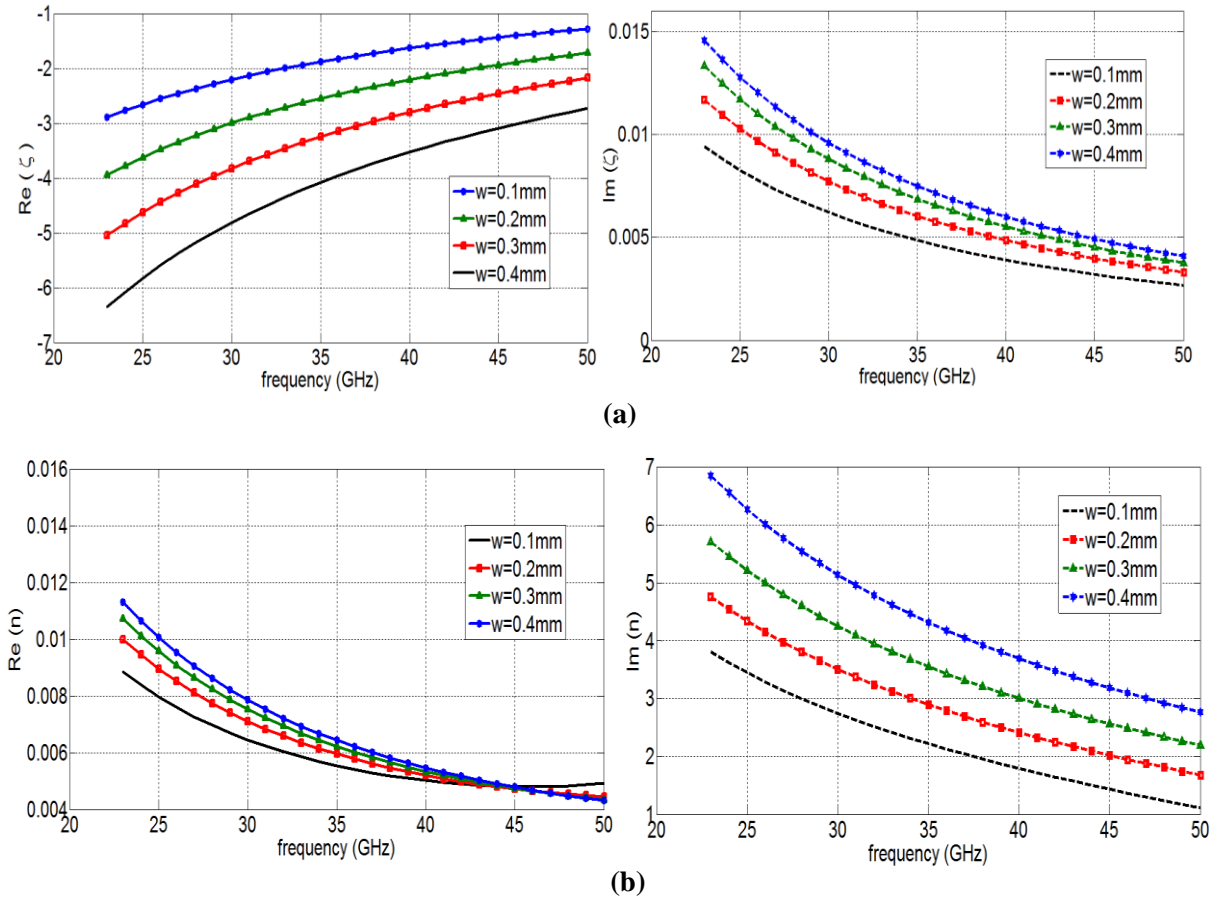 -1
-2
-3
-4
-5
-6
-7
Re (ζ)
20 25 30 35 40 45 50
frequency (GHz)
w=0.1mm
w=0.2mm
w=0.3mm
w=0.4mm
0.015
0.01
0.005
0
Im (ζ)
20 25 30 35 40 45 50
frequency (GHz)
w=0.1mm
w=0.2mm
w=0.3mm
w=0.4mm
(a)
0.016
0.014
0.012
0.01
0.008
0.006
0.004
Re (n)
20 25 30 35 40 45 50
frequency (GHz)
w=0.1mm
w=0.2mm
w=0.3mm
w=0.4mm
7
6
5
4
3
2
1
Im (n)
20 25 30 35 40 45 50
frequency (GHz)
w=0.1mm
w=0.2mm
w=0.3mm
w=0.4mm
(b)